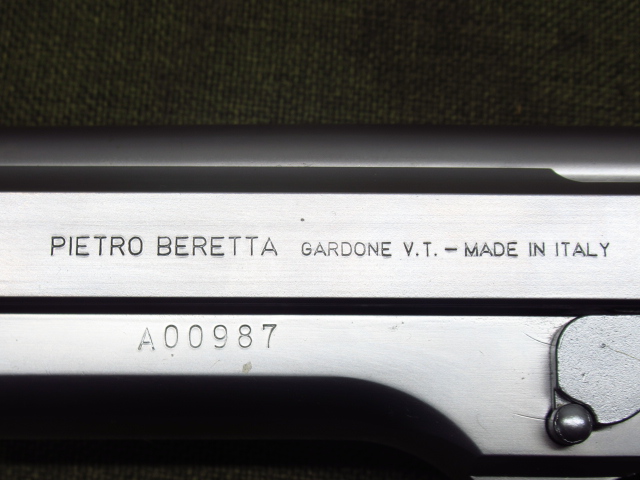 PIETRO BERETTA GARDONE V.T. – MADE IN ITALY
A00987